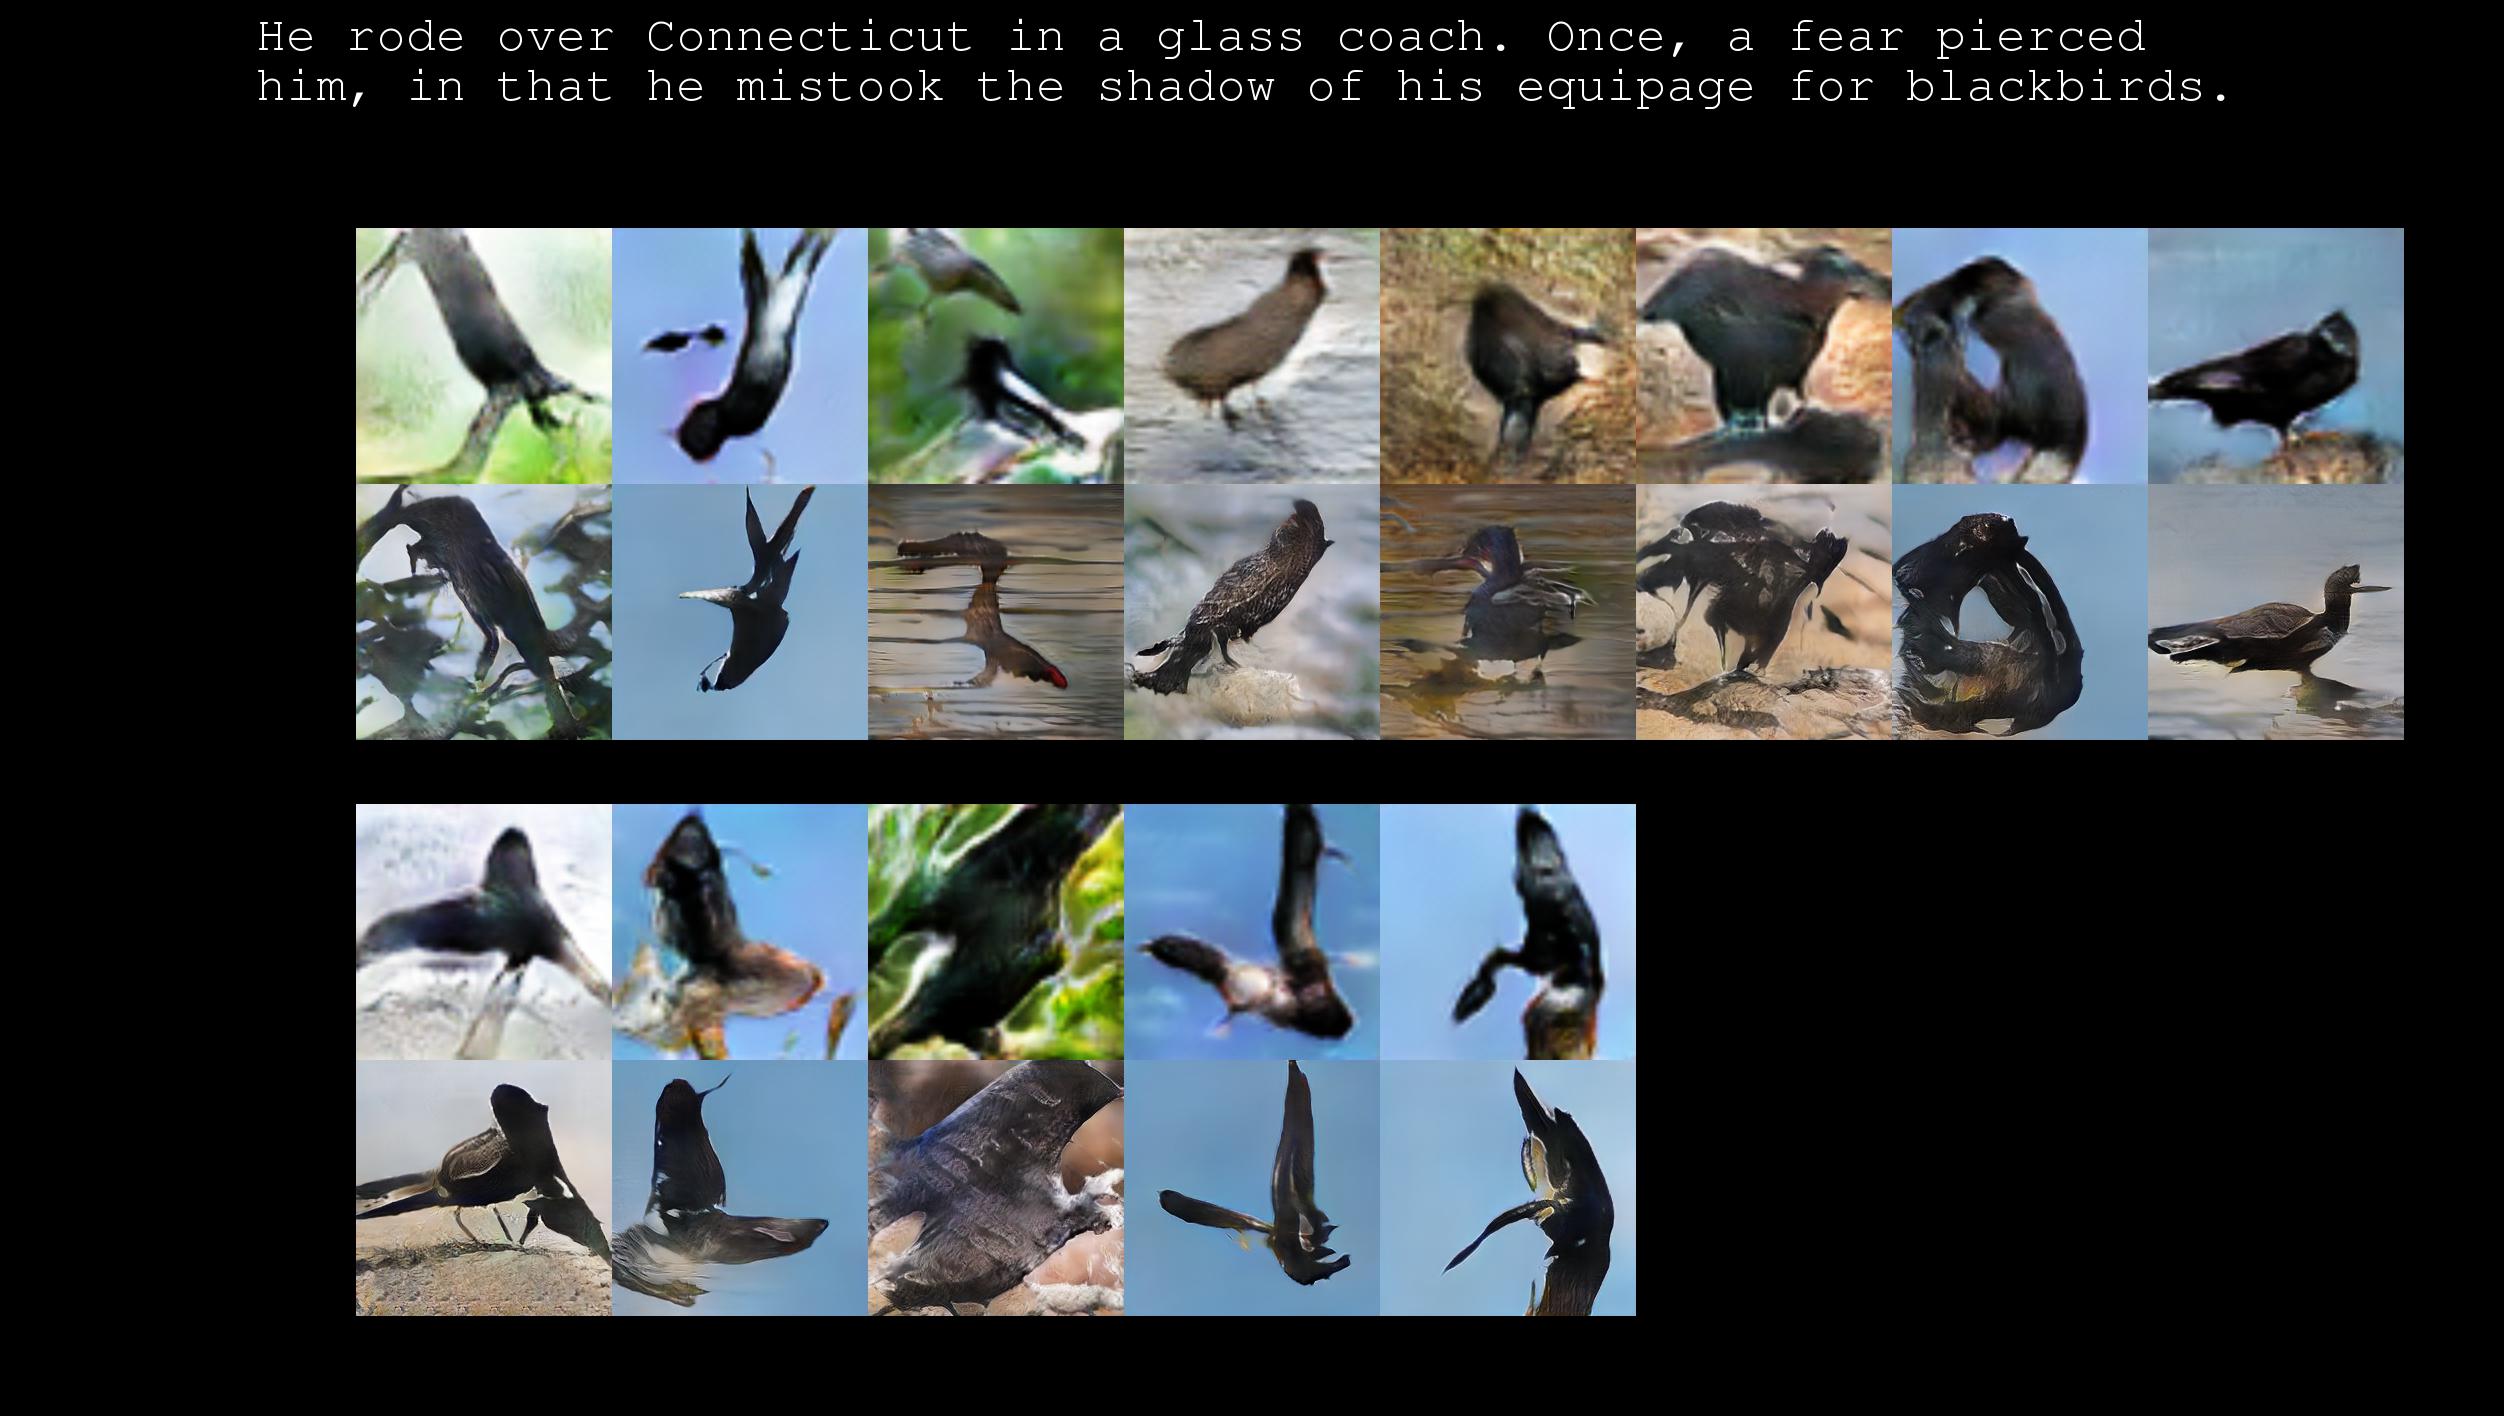 He rode over Connecticut in a glass coach. Once, a fear pierced
him, in that he mistook the shadow of his equipage for blackbirds.